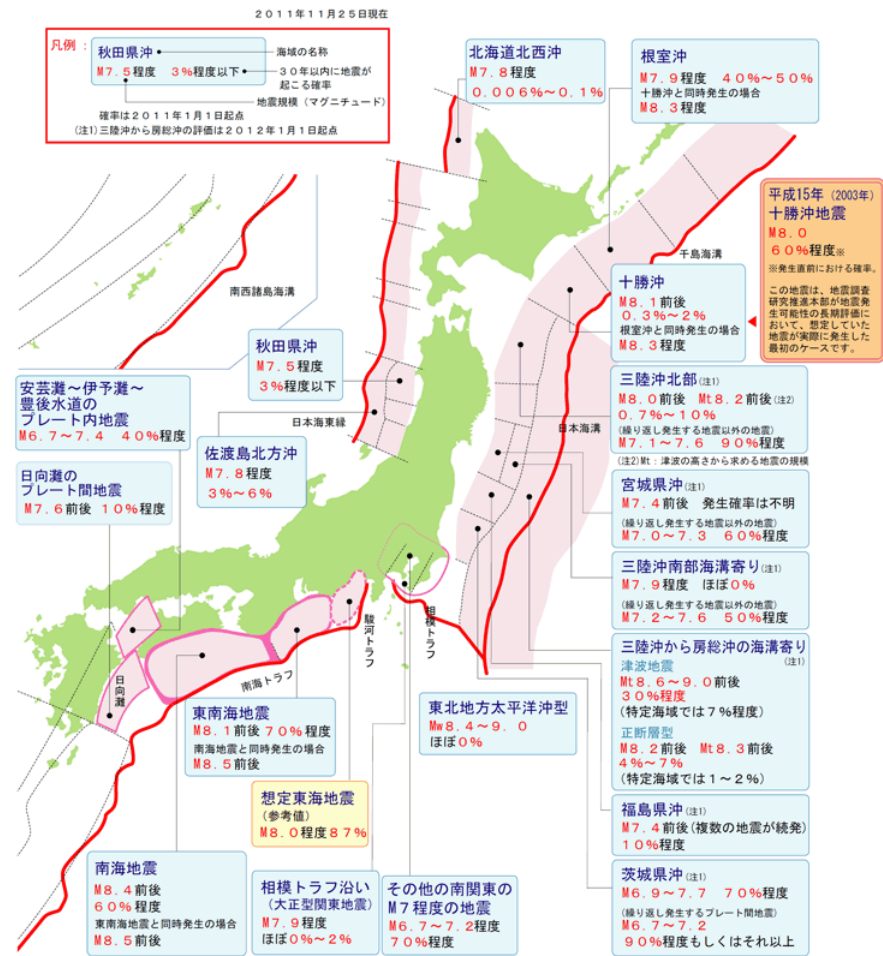 2011年11月25日現在
凡例：
秋田県沖
M7.5程度　3%程度以下
海域の名称
30年以内に地震が
起こる確率
地震規模（マグニチュード）
確率は2011年1月1日起点
(注1)三陸沖から房総沖の評価は2012年1月1日起点
北海道北西沖
M7.8程度
0.006%～0.1%
根室沖
M7.9程度　40%～50%
十勝沖と同時発生の場合
M8.3程度
平成15年（2003年）
十勝沖地震
M8.0
60%程度※
※発生直前における確率。
この地震は、地震調査
研究推進本部が地震発
生可能性の長期評価に
おいて、想定していた
地震が実際に発生した
最初のケースです。
千島海溝
南西諸島海溝
十勝沖
M8.1前後
0.3%～2%
根室沖と同時発生の場合
M8.3程度
秋田県沖
M7.5程度
3%程度以下
安芸灘～伊予灘～
豊後水道の
プレート内地震
M6.7～7.4　40%程度
日本海東縁
三陸沖北部(注1)
M8.0前後　Mt8.2前後(注2)
0.7%～10%
(繰り返し発生する地震以外の地震)
M7.1～7.6　90%程度
(注2)Mt：津波の高さから求める地震の規模
日本海溝
佐渡島北方沖
M7.8程度
3%～6%
日向灘の
プレート間地震
M7.6前後　10%程度
宮城県沖(注1)
M7.4前後　発生確率は不明
(繰り返し発生する地震以外の地震)
M7.0～7.3　60%程度
三陸沖南部海溝寄り(注1)
M7.9程度　ほぼ0%
(繰り返し発生する地震以外の地震)
M7.2～7.6　50%程度
駿河トラフ
相模トラフ
日向灘
南海トラフ
三陸沖から房総沖の海溝寄り
(注1)
津波地震
Mt8.6～9.0前後
30%程度
(特定海域では7%程度)
正断層型
M8.2前後　Mt8.3前後
4%～7%
(特定海域では1～2%)
東南海地震
M8.1前後 70%程度
南海地震と同時発生の場合
M8.5前後
東北地方太平洋沖型
Mw8.4～9.0
ほぼ0%
想定東海地震
(参考値)
M8.0程度87%
福島県沖(注1)
M7.4前後(複数の地震が続発)
10%程度
南海地震
M8.4前後
60%程度
東南海地震と同時発生の場合
M8.5前後
相模トラフ沿い
(大正型関東地震)
M7.9程度
ほぼ0%～2%
その他の南関東の
M7程度の地震
M6.7～7.2程度
70%程度
茨城県沖(注1)
M6.9～7.7　70%程度
(繰り返し発生するプレート間地震)
M6.7～7.2
90%程度もしくはそれ以上